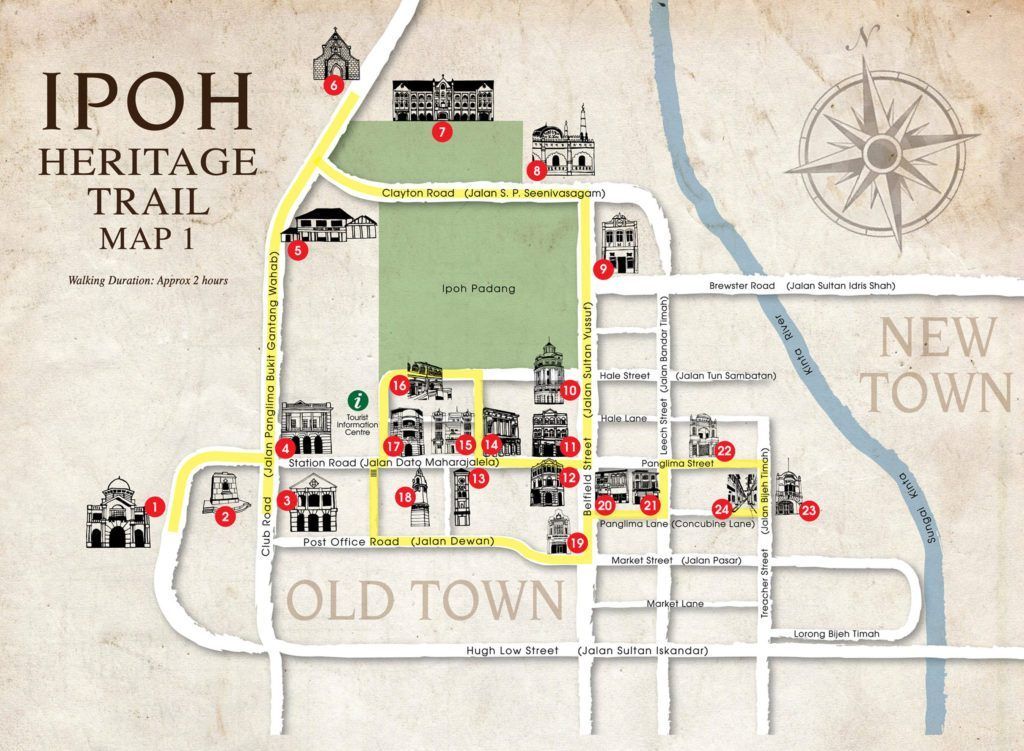 IPOH
HERITAGE
TRAIL
MAP 1
Walking Duration: Approx 2 hours
N
6
7
8
Clayton Road (Jalan S. P. Seenivasagam)
5
9
Ipoh Padang
Brewster Road (Jalan Sultan Idris Shah)
Club Road (Jalan Panglima Bukit Gantang Wahab)
Belfield Street (Jalan Sultan Yussuf)
Leech Street (Jalan Bandar Timah)
Kinta River
Sungai Kinta
NEW
TOWN
16
10
Hale Street (Jalan Tun Sambatan)
i
Tourist
Information
Centre
Hale Lane
4
17
15
14
11
22
Station Road (Jalan Dato Maharajalela)
Panglima Street
1
2
3
18
13
12
20
21
24
23
Panglima Lane (Concubine Lane)
Treacher Street (Jalan Bijeh Timah)
19
Post Office Road (Jalan Dewan)
Market Street (Jalan Pasar)
OLD TOWN
Market Lane
Lorong Bijeh Timah
Hugh Low Street (Jalan Sultan Iskandar)